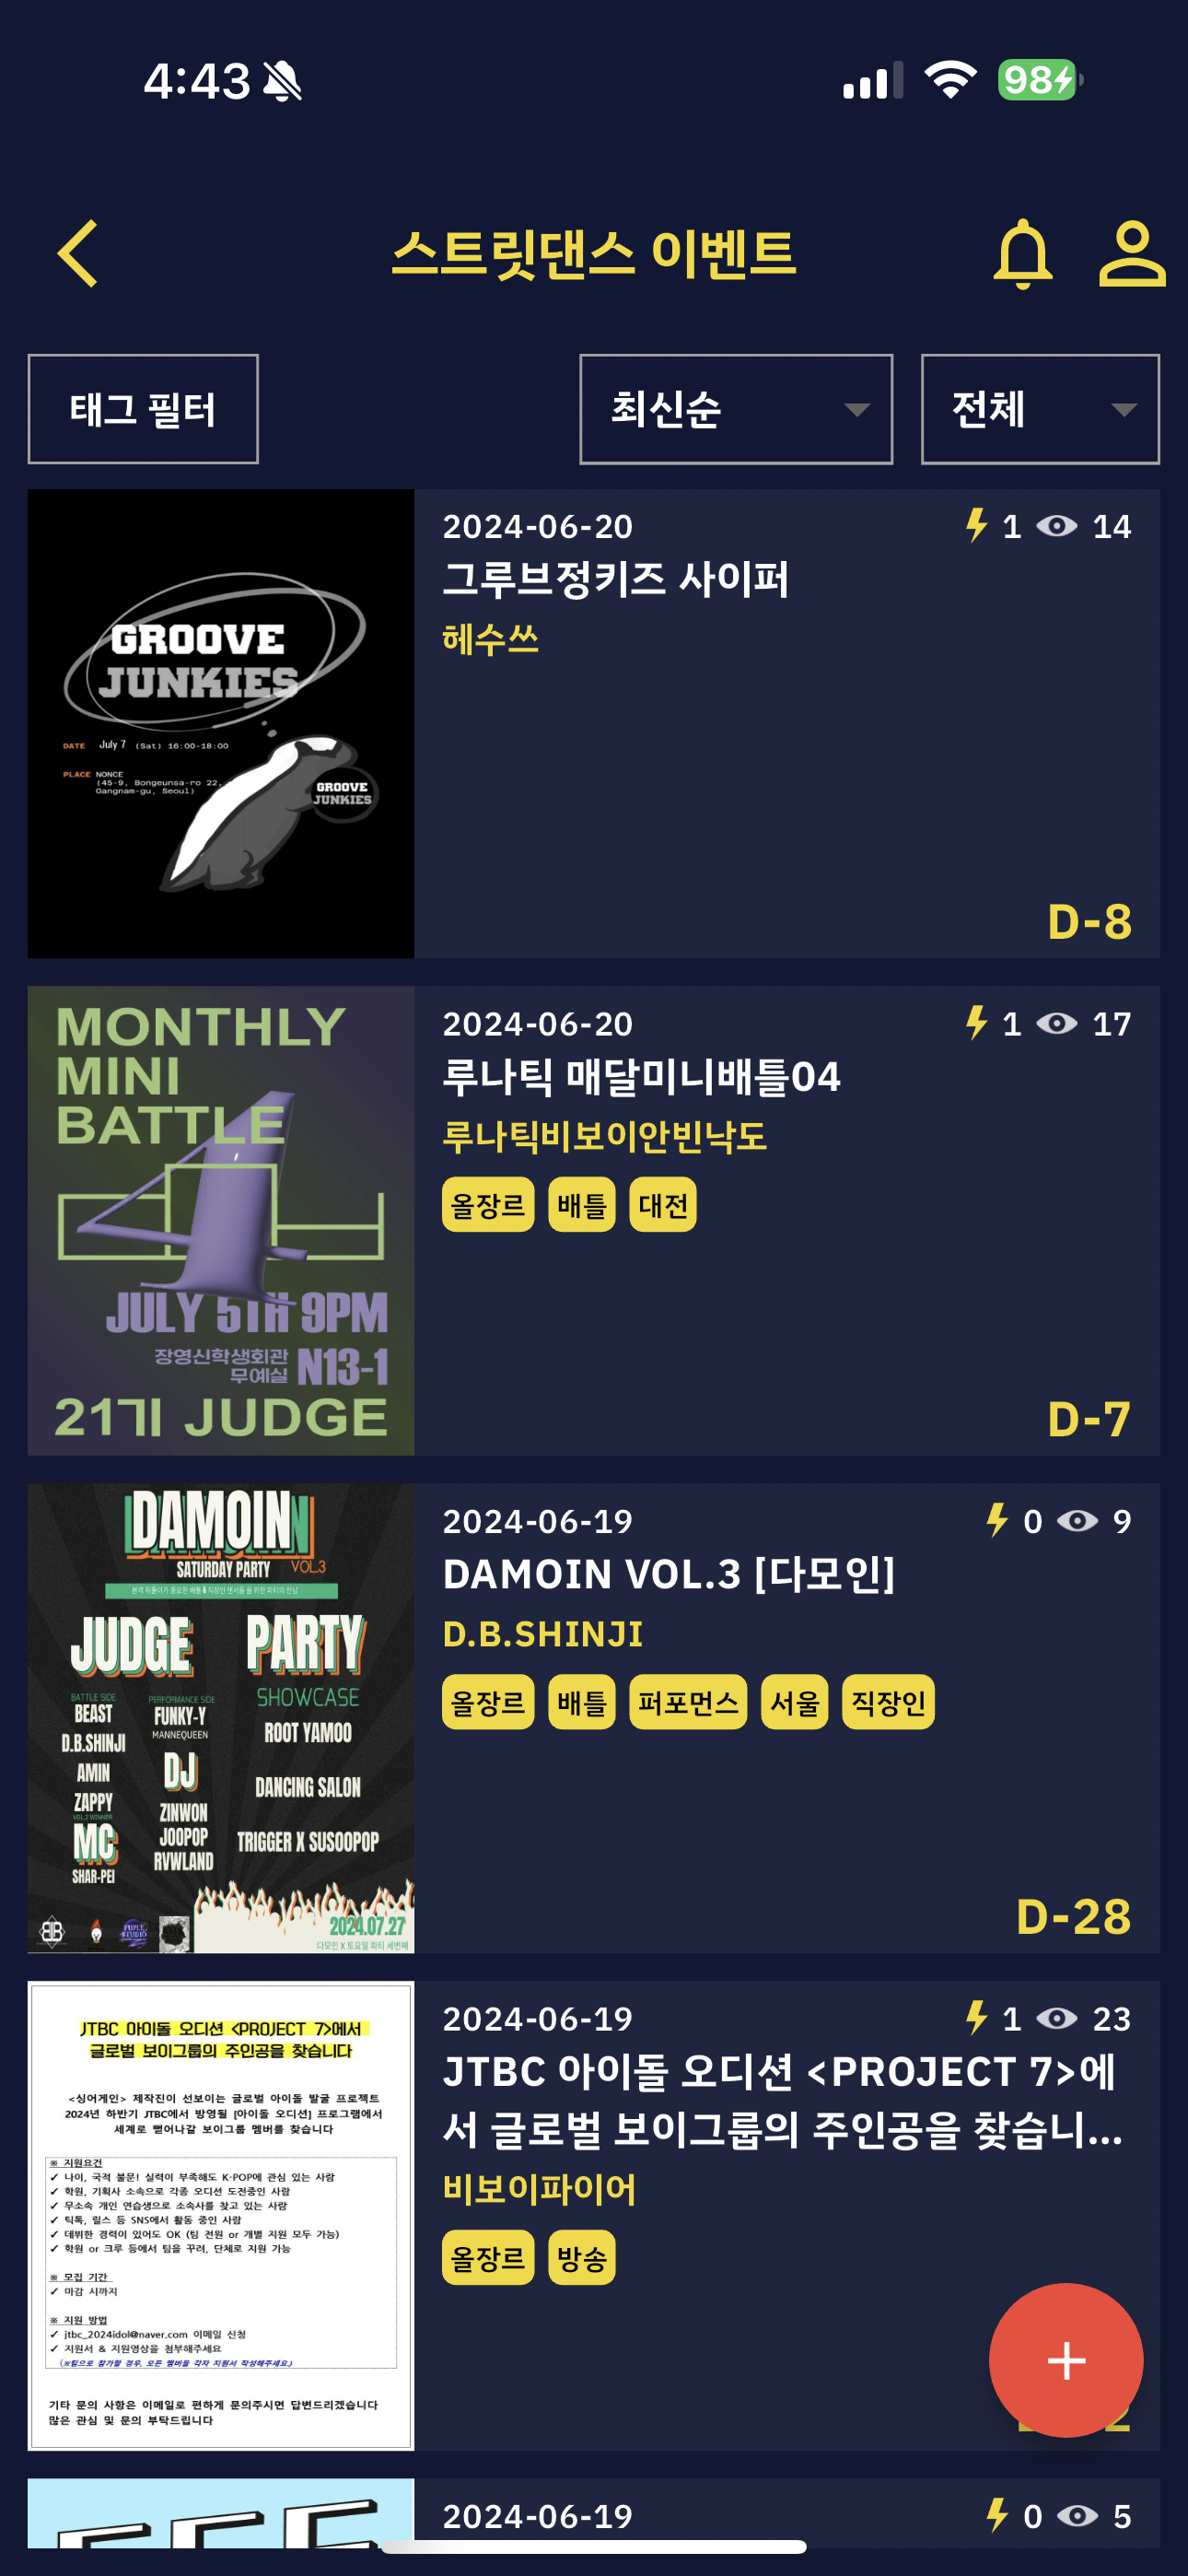 4:43
98
스트릿댄스 이벤트
태그 필터
최신순
전체
GROOVE
JUNKIES
DATE July 7 (Sat) 16:00-18:00
PLACE NONCE
(45-9, Bongeunsa-ro 22,
Gangnam-gu, Seoul)
GROOVE
JUNKIES
2024-06-20
1 14
그루브정키즈 사이퍼
헤수쓰
D-8
MONTHLY
MINI
BATTLE
4
JULY 5TH 9PM
장영신학생회관
무예실 N13-1
21기 JUDGE
2024-06-20
1 17
루나틱 매달미니배틀04
루나틱비보이안빈낙도
올장르 배틀 대전
D-7
DAMOIN
SATURDAY PARTY VOL.3
JUDGE
BATTLE SIDE
BEAST
D.B.SHINJI
AMIN
ZAPPY
VOL.2 WINNER
MC
SHAR-PEI
PERFORMANCE SIDE
FUNKY-Y
MANNEQUEEN
DJ
ZINWON
JOOPOP
RVWLAND
PARTY
SHOWCASE
ROOT YAMOO
DANCING SALON
TRIGGER X SUSOOPOP
2024.07.27
다모인 X 토요일 파티 세번째
2024-06-19
0 9
DAMOIN VOL.3 [다모인]
D.B.SHINJI
올장르 배틀 퍼포먼스 서울 직장인
D-28
JTBC 아이돌 오디션 <PROJECT 7>에서
글로벌 보이그룹의 주인공을 찾습니다
<싱어게인> 제작진이 선보이는 글로벌 아이돌 발굴 프로젝트
2024년 하반기 JTBC에서 방영될 [아이돌 오디션] 프로그램에서
세계로 뻗어나갈 보이그룹 멤버를 찾습니다
※ 지원요건
✓ 나이, 국적 불문! 실력이 부족해도 K-POP에 관심 있는 사람
✓ 학원, 기획사 소속으로 각종 오디션 도전중인 사람
✓ 무소속 개인 연습생으로 소속사를 찾고 있는 사람
✓ 틱톡, 릴스 등 SNS에서 활동 중인 사람
✓ 데뷔한 경력이 있어도 OK (팀 전원 or 개별 지원 모두 가능)
✓ 학원 or 크루 등에서 팀을 꾸려, 단체로 지원 가능
※ 모집 기간
✓ 마감 시까지
※ 지원 방법
✓ jtbc_2024idol@naver.com 이메일 신청
✓ 지원서 & 지원영상을 첨부해주세요
(※팀으로 참가할 경우, 모든 멤버들 각자 지원서 작성해주세요.)
기타 문의 사항은 이메일로 편하게 문의주시면 답변드리겠습니다
많은 관심 및 문의 부탁드립니다
2024-06-19
1 23
JTBC 아이돌 오디션 <PROJECT 7>에
서 글로벌 보이그룹의 주인공을 찾습니...
비보이파이어
올장르 방송
+
2024-06-19
0 5